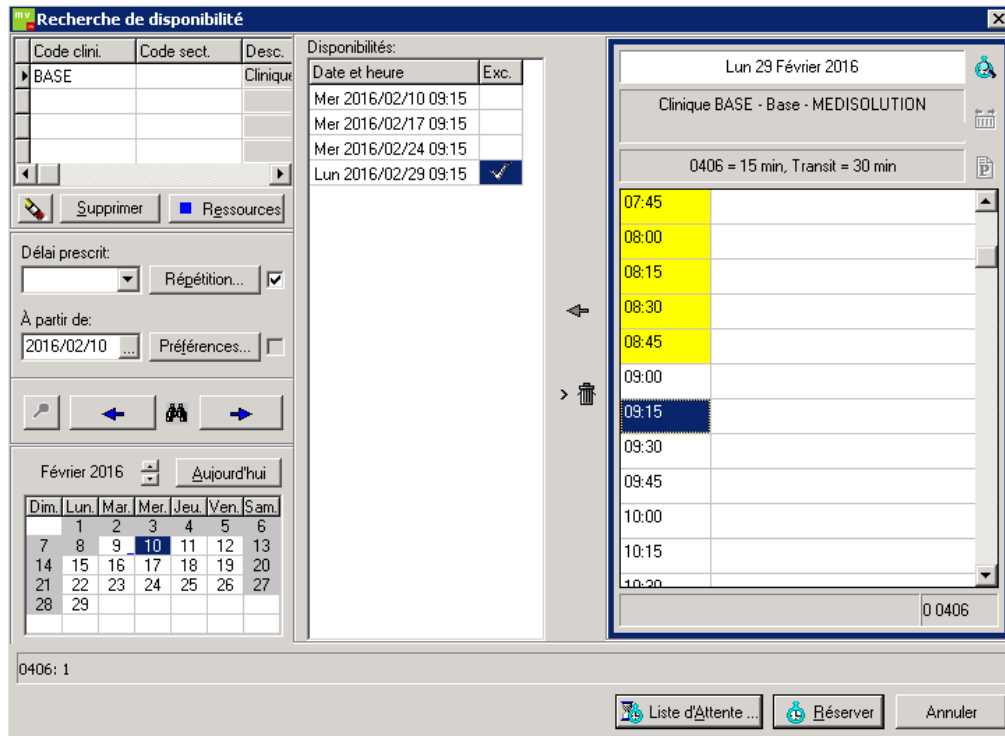 Recherche de disponibilité
Code clini. Code sect. Desc.
BASE Clinique
Supprimer Ressources
Délai prescrit:
Répétition...
À partir de:
2016/02/10 ... Préférences...
Février 2016 Aujourd'hui
Dim. Lun. Mar. Mer. Jeu. Ven. Sam.
1 2 3 4 5 6
7 8 9 10 11 12 13
14 15 16 17 18 19 20
21 22 23 24 25 26 27
28 29
Disponibilités:
Date et heure Exc.
Mer 2016/02/10 09:15
Mer 2016/02/17 09:15
Mer 2016/02/24 09:15
Lun 2016/02/29 09:15
Lun 29 Février 2016
Clinique BASE - Base - MEDISOLUTION
0406 = 15 min, Transit = 30 min
07:45
08:00
08:15
08:30
08:45
09:00
09:15
09:30
09:45
10:00
10:15
10:30
0 0406
0406: 1
Liste d'Attente ... Réserver Annuler